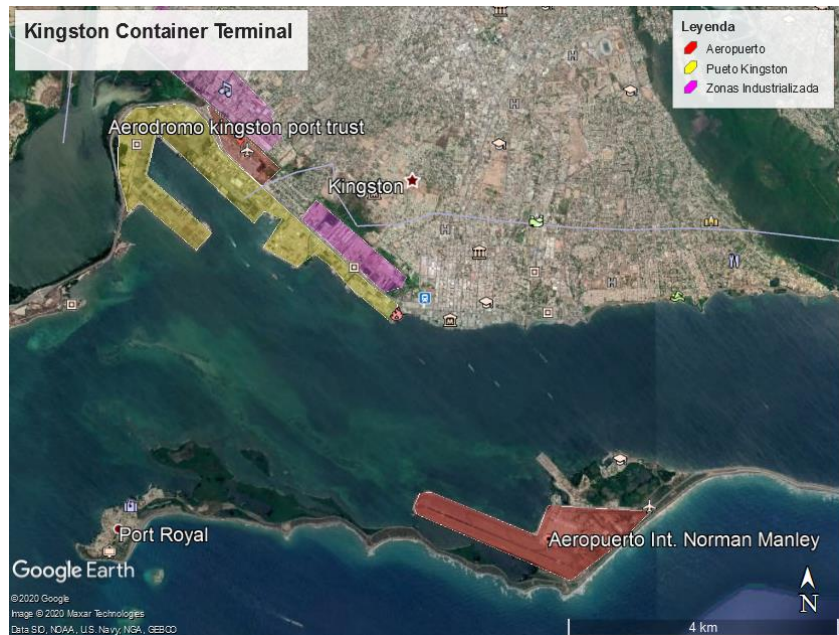 Kingston Container Terminal
Leyenda
Aeropuerto
Pueto Kingston
Zonas Industrializada
Aerodromo kingston port trust
Kingston
Port Royal
Aeropuerto Int. Norman Manley
Google Earth
©2020 Google
Image © 2020 Maxar Technologies
Data SIO, NOAA, U.S. Navy, NGA, GEBCO
N
4 km